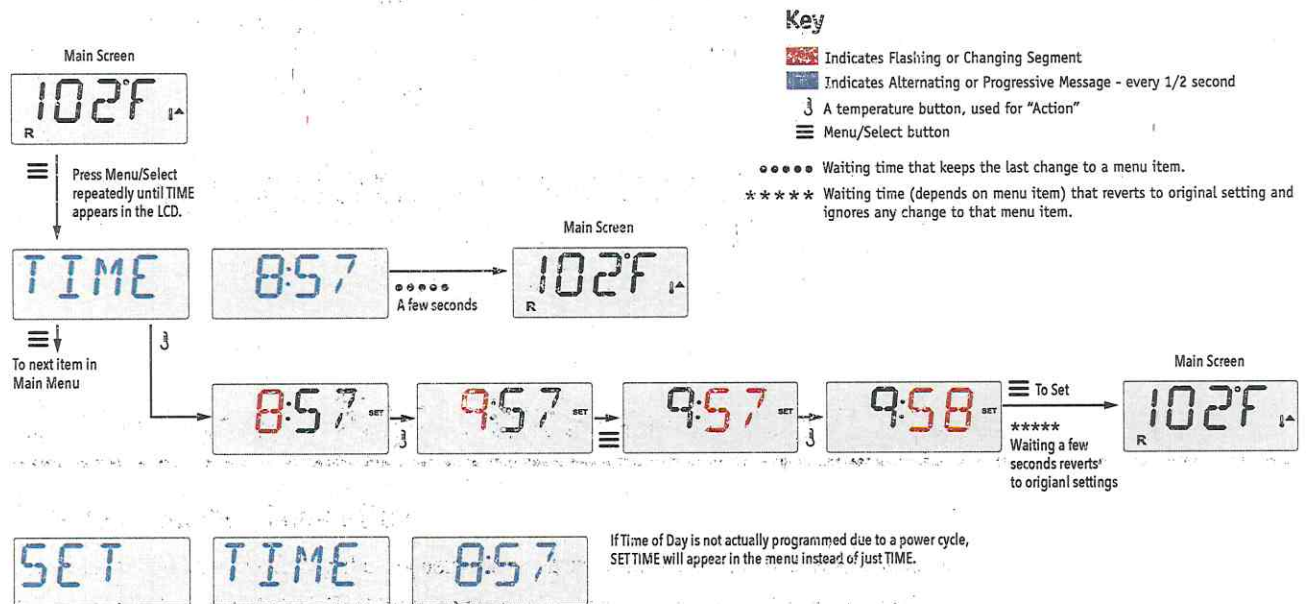 Key
Indicates Flashing or Changing Segment
Indicates Alternating or Progressive Message - every 1/2 second
A temperature button, used for "Action"
Menu/Select button
Waiting time that keeps the last change to a menu item.
***** Waiting time (depends on menu item) that reverts to original setting and
ignores any change to that menu item.
Main Screen
102°F
R
Press Menu/Select
repeatedly until TIME
appears in the LCD.
TIME
8:57
A few seconds
Main Screen
102°F
R
To next item in
Main Menu
8:57 SET
9:57 SET
9:57 SET
9:58 SET
To Set
*****
Waiting a few
seconds reverts
to origianl settings
Main Screen
102°F
R
SET
TIME
8:57
If Time of Day is not actually programmed due to a power cycle,
SET TIME will appear in the menu instead of just TIME.